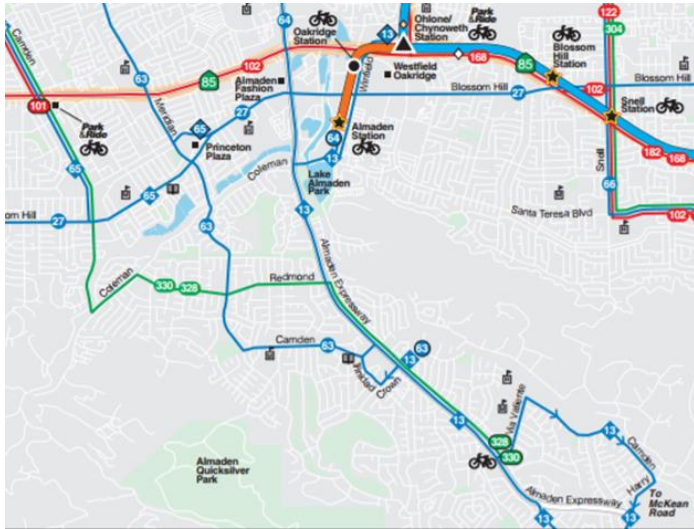 Camden
64
13
Ohlone/
Chynoweth
Station
Park
&Ride
122
304
Oakridge
Station
63
102
85
Almaden
Fashion
Plaza
168
Westfield
Oakridge
Winfield
Blossom
Hill
Station
85
102
Blossom Hill
101
Park
&Ride
Meridian
65
27
Blossom Hill
27
Snell
Station
Princeton
Plaza
64
Almaden
Station
13
Coleman
Lake
Almaden
Park
65
65
Snell
182
168
66
13
Santa Teresa Blvd
102
som Hill
27
63
Almaden Expressway
Coleman
330
328
Redmond
Camden
63
63
13
Trinidad
Crown
13
Via Valiente
328
330
13
Camden
Almaden
Quicksilver
Park
Almaden Expressway
13
Harry
13
To
McKean
Road